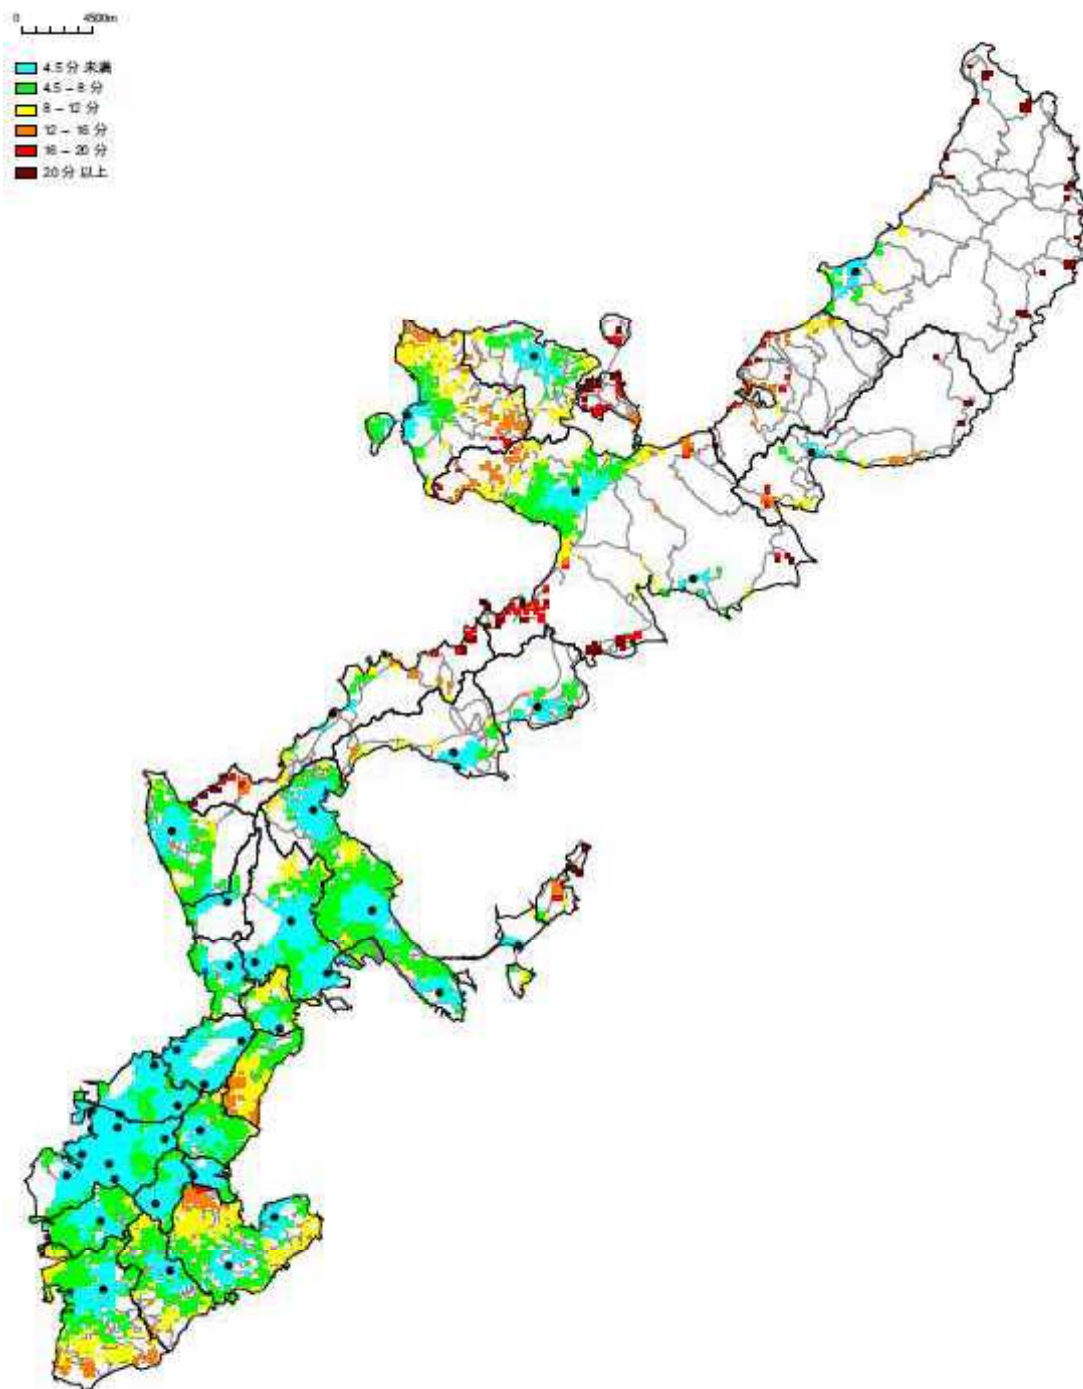 0 4500m
4.5分 未満
4.5 – 8 分
8 – 12 分
12 – 16 分
16 – 20 分
20 分 以上